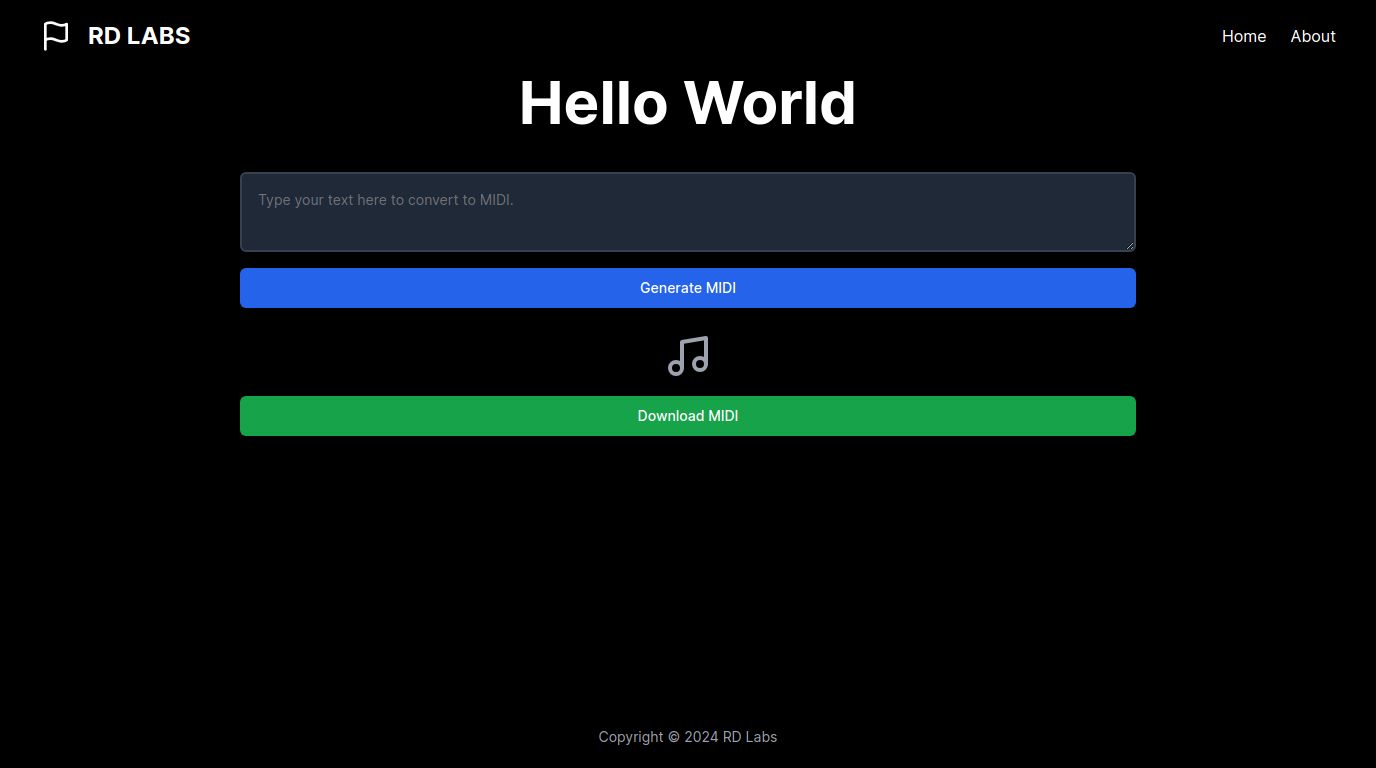 RD LABS
Home
About
Hello World
Type your text here to convert to MIDI.
Generate MIDI
Download MIDI
Copyright © 2024 RD Labs